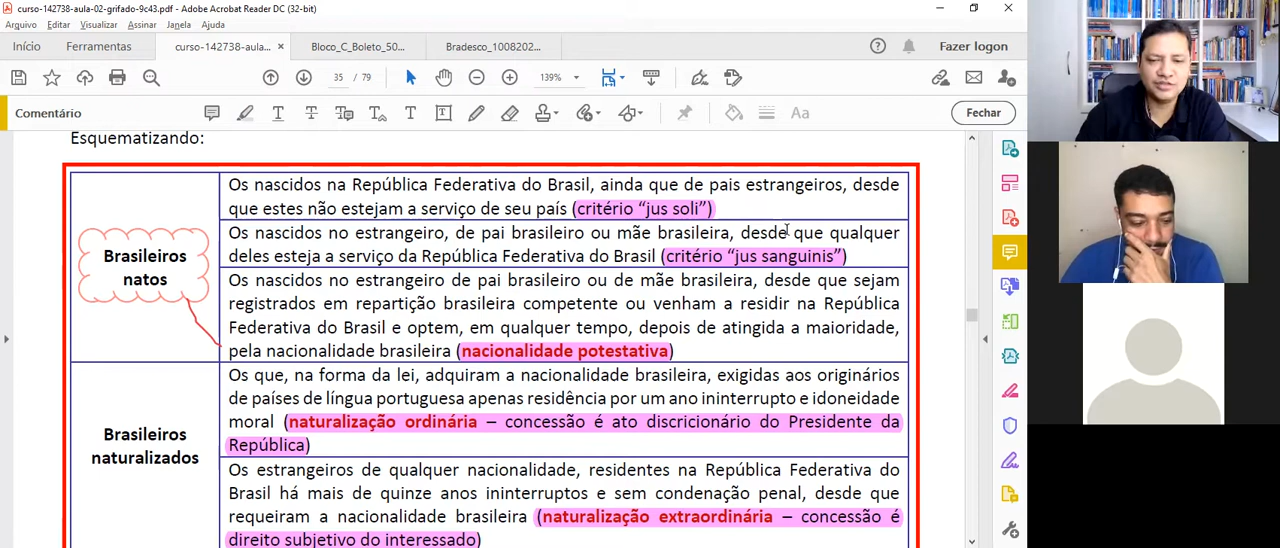 curso-142738-aula-02-grifado-9c43.pdf - Adobe Acrobat Reader DC (32-bit)
Arquivo Editar Visualizar Assinar Janela Ajuda
Início Ferramentas curso-142738-aula... × Bloco_C_Boleto_50... Bradesco_1008202... Fazer logon
35 / 79 139%
Comentário Aa Fechar
Esquematizando:
Brasileiros
natos
Os nascidos na República Federativa do Brasil, ainda que de pais estrangeiros, desde
que estes não estejam a serviço de seu país (critério “jus soli”)
Os nascidos no estrangeiro de pai brasileiro ou mãe brasileira, desde que qualquer
deles esteja a serviço da República Federativa do Brasil (critério “jus sanguinis”)
Os nascidos no estrangeiro de pai brasileiro ou de mãe brasileira, desde que sejam
registrados em repartição brasileira competente ou venham a residir na República
Federativa do Brasil e optem, em qualquer tempo, depois de atingida a maioridade,
pela nacionalidade brasileira (nacionalidade potestativa)
Brasileiros
naturalizados
Os que, na forma da lei, adquiram a nacionalidade brasileira, exigidas aos originários
de países de língua portuguesa apenas residência por um ano ininterrupto e idoneidade
moral (naturalização ordinária – concessão é ato discricionário do Presidente da
República)
Os estrangeiros de qualquer nacionalidade, residentes na República Federativa do
Brasil há mais de quinze anos ininterruptos e sem condenação penal, desde que
requeiram a nacionalidade brasileira (naturalização extraordinária – concessão é
direito subjetivo do interessado)